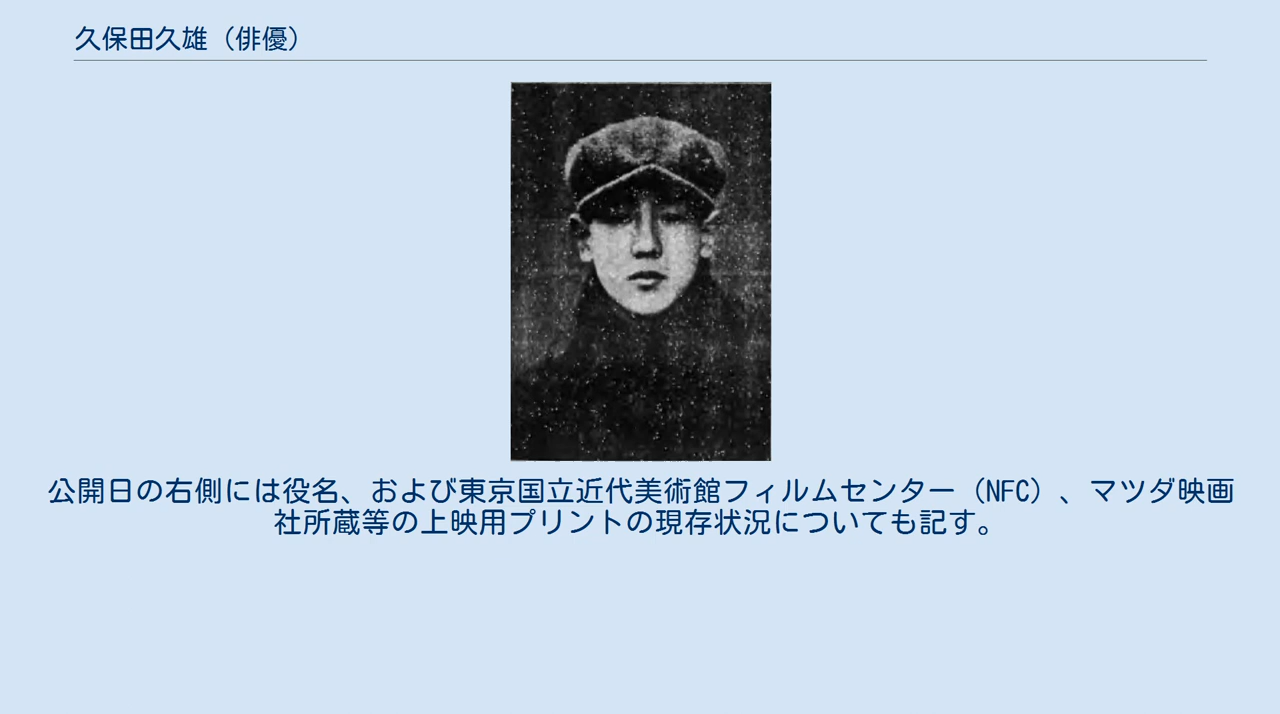 久保田久雄（俳優）
公開日の右側には役名、および東京国立近代美術館フィルムセンター（NFC）、マツダ映画
社所蔵等の上映用プリントの現存状況についても記す。